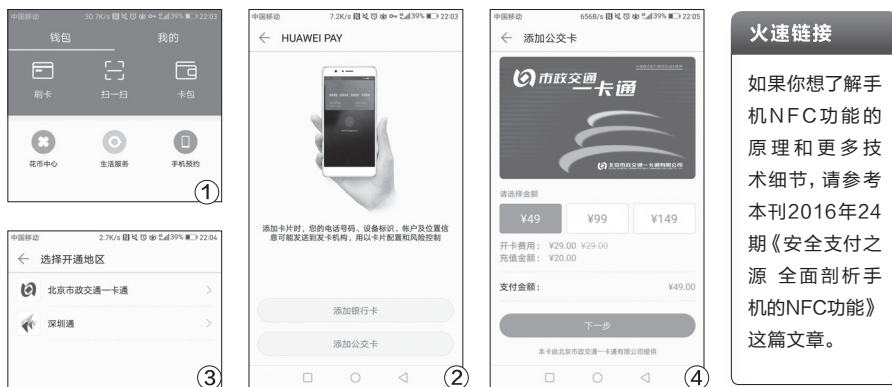 中国移动 30.7K/s 39% 22:03
钱包 我的
刷卡 扫一扫 卡包
花币中心 生活服务 手机预约
①
中国移动 2.7K/s 39% 22:04
← 选择开通地区
北京市政交通一卡通
深圳通
③
中国移动 7.2K/s 39% 22:03
← HUAWEI PAY
添加卡片时，您的电话号码、设备标识、帐户及位置信
息可能发送到发卡机构，用以卡片配置和风险控制
添加银行卡
添加公交卡
②
中国移动 656B/s 39% 22:05
← 添加公交卡
市政交通
一卡通
北京市政交通一卡通有限公司
请选择金额
¥49 ¥99 ¥149
开卡费用： ¥29.00 ¥29.00
充值金额： ¥20.00
支付金额： ¥49.00
下一步
本卡由北京市政交通一卡通有限公司提供
④
火速链接
如果你想了解手
机NFC功能的
原理和更多技
术细节，请参考
本刊2016年24
期《安全支付之
源 全面剖析手
机的NFC功能》
这篇文章。